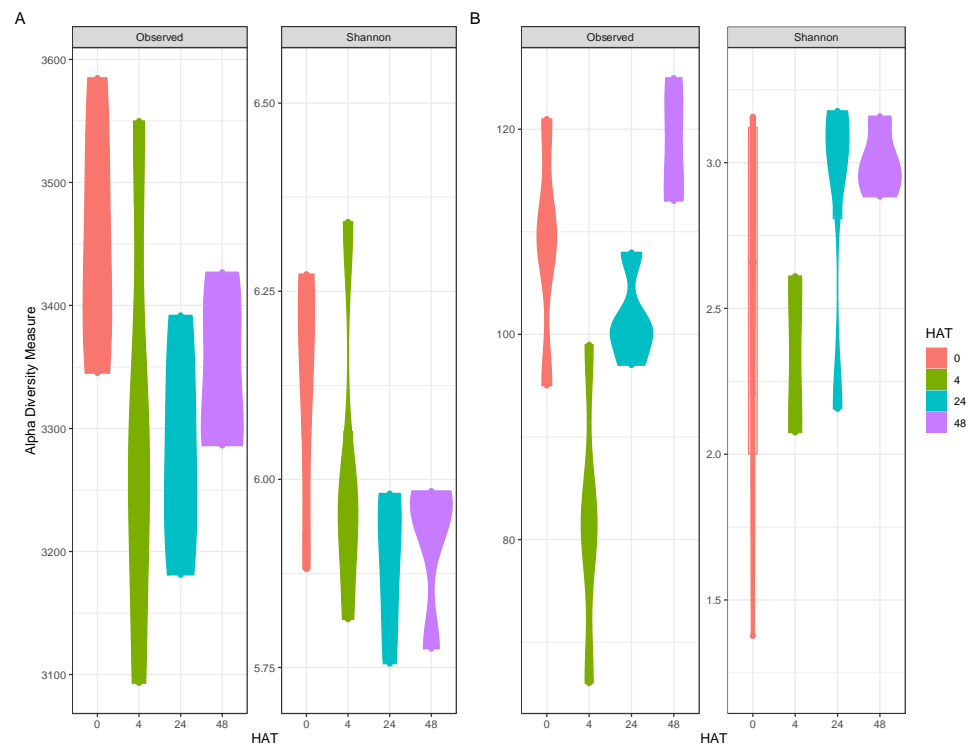 A
B
Observed
Shannon
Observed
Shannon
Alpha Diversity Measure
3600
3500
3400
3300
3200
3100
6.50
6.25
6.00
5.75
120
100
80
3.0
2.5
2.0
1.5
0 4 24 48
0 4 24 48
0 4 24 48
0 4 24 48
HAT
HAT
HAT
0
4
24
48